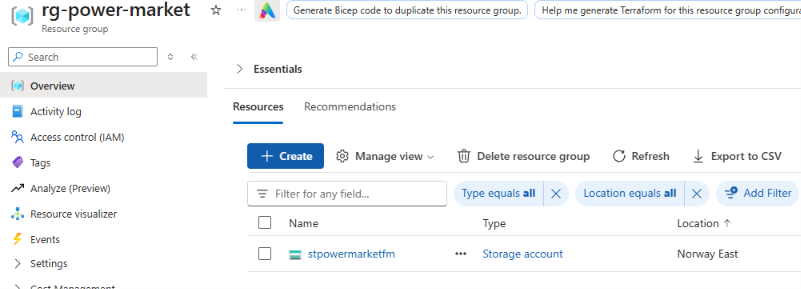 rg-power-market
Resource group
Generate Bicep code to duplicate this resource group.
Help me generate Terraform for this resource group configura
Search
Overview
Activity log
Access control (IAM)
Tags
Analyze (Preview)
Resource visualizer
Events
Settings
Cost Management
Essentials
Resources Recommendations
Create Manage view Delete resource group Refresh Export to CSV
Filter for any field... Type equals all Location equals all Add Filter
Name Type Location ↑
stpowermarketfm ••• Storage account Norway East